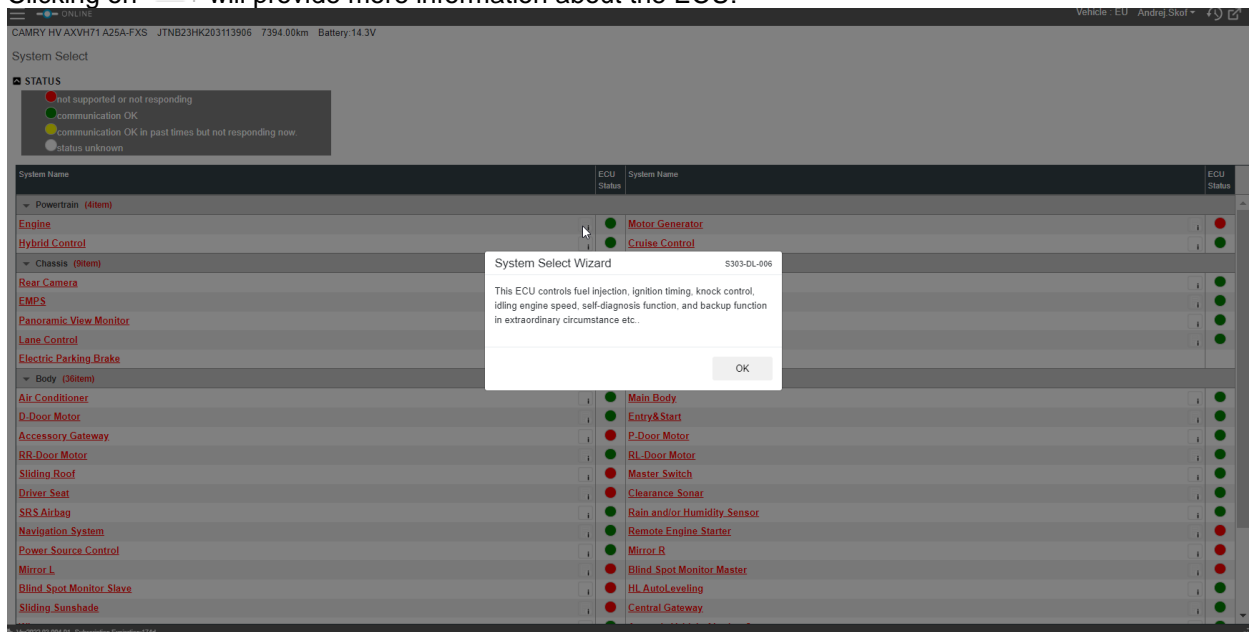 Clicking on will provide more information about the ECU.
ONLINE Vehicle : EU Andrej.Skof
CAMRY HV AXVH71 A25A-FXS JTNB23HK203113906 7394.00km Battery:14.3V
System Select
STATUS
not supported or not responding
communication OK
communication OK in past times but not responding now.
status unknown
System Name ECU Status System Name ECU Status
Powertrain (4item)
Engine Motor Generator
Hybrid Control Cruise Control
Chassis (9item)
System Select Wizard S303-DL-006
This ECU controls fuel injection, ignition timing, knock control,
idling engine speed, self-diagnosis function, and backup function
in extraordinary circumstance etc..
OK
Rear Camera
EMPS
Panoramic View Monitor
Lane Control
Electric Parking Brake
Body (36item)
Air Conditioner Main Body
D-Door Motor Entry&Start
Accessory Gateway P-Door Motor
RR-Door Motor RL-Door Motor
Sliding Roof Master Switch
Driver Seat Clearance Sonar
SRS Airbag Rain and/or Humidity Sensor
Navigation System Remote Engine Starter
Power Source Control Mirror R
Mirror L Blind Spot Monitor Master
Blind Spot Monitor Slave HL AutoLeveling
Sliding Sunshade Central Gateway